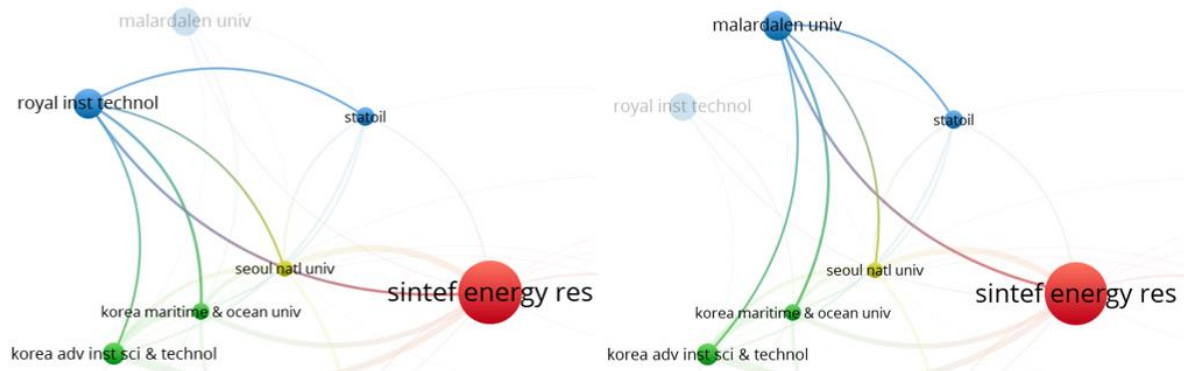 malardalen univ
royal inst technol
statoil
seoul natl univ
sintef energy res
korea maritime & ocean univ
korea adv inst sci & technol
malardalen univ
royal inst technol
statoil
seoul natl univ
sintef energy res
korea maritime & ocean univ
korea adv inst sci & technol